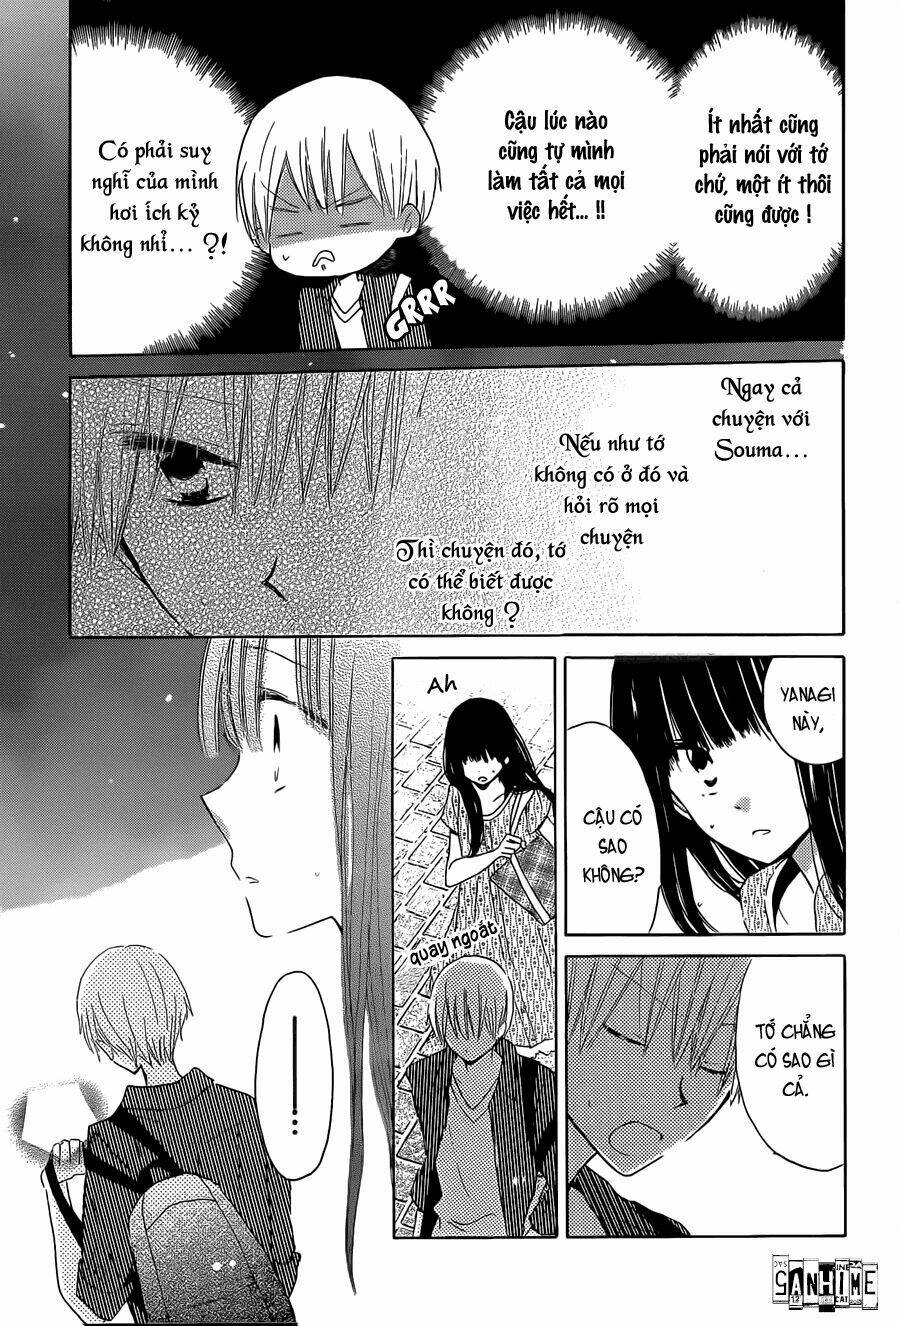 Ít nhất cũng
phải nói với tớ
chứ, một ít thôi
cũng được !
Cậu lúc nào
cũng tự mình
làm tất cả mọi
việc hết... !!
GRRR
Có phải suy
nghĩ của mình
hơi ích kỷ
không nhỉ... ?!
Ngay cả
chuyện với
Souma...
Nếu như tớ
không có ở đó và
hỏi rõ mọi
chuyện
Thì chuyện đó, tớ
có thể biết được
không ?
YANAGI
NÀY,
CẬU CÓ
SAO
KHÔNG?
TỚ CHẲNG
CÓ SAO GÌ
CẢ.
Ah
quay ngoắt
SANHIME